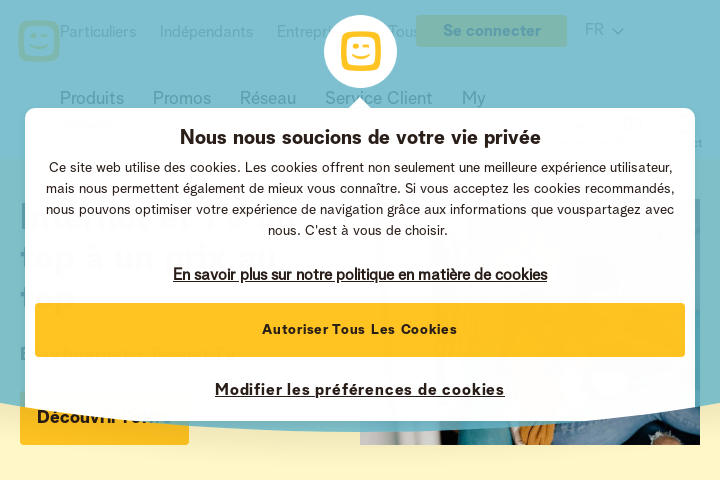 Particuliers Indépendants
Se connecter
FR
Produits Promos Réseau Service Client My
Nous nous soucions de votre vie privée
Ce site web utilise des cookies. Les cookies offrent non seulement une meilleure expérience utilisateur,
mais nous permettent également de mieux vous connaître. Si vous acceptez les cookies recommandés,
nous pouvons optimiser votre expérience de navigation grâce aux informations que vouspartagez avec
nous. C'est à vous de choisir.
En savoir plus sur notre politique en matière de cookies
Autoriser Tous Les Cookies
Modifier les préférences de cookies
Découvrir